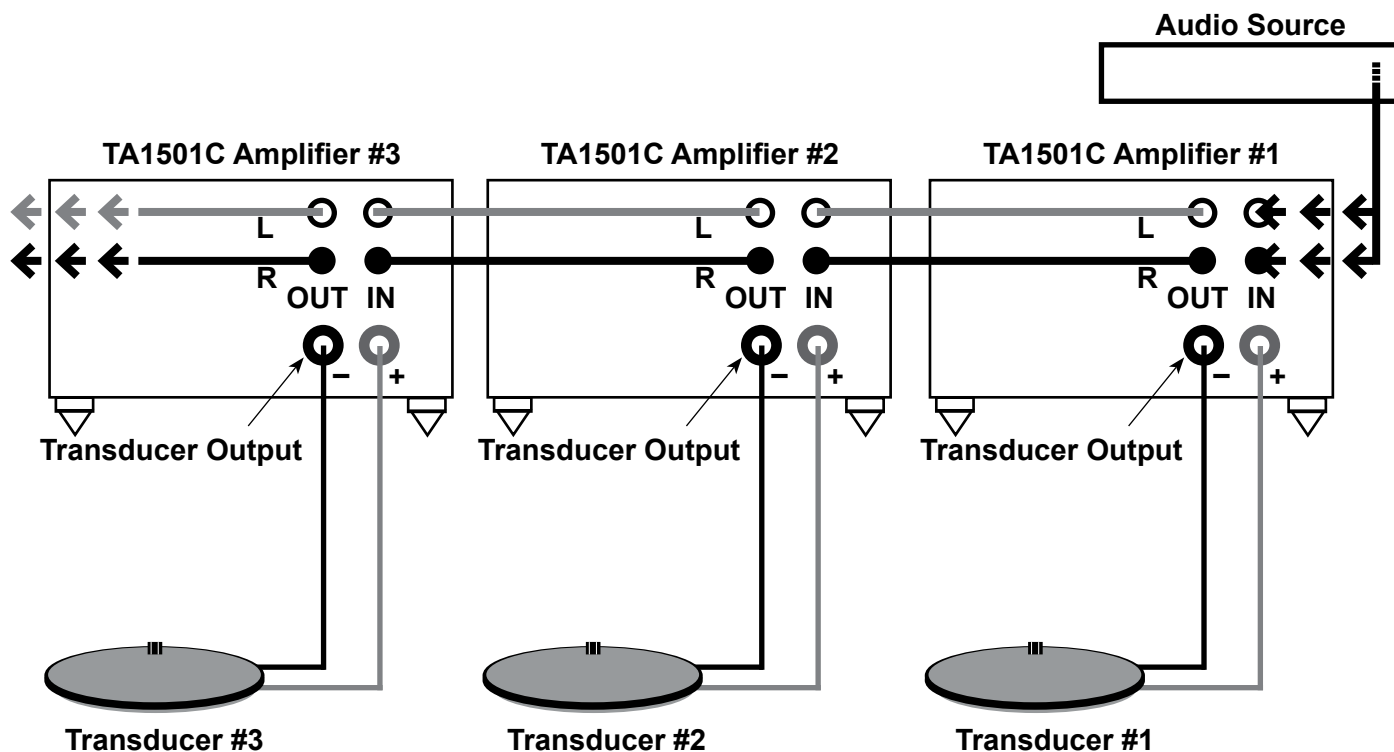 Audio Source
TA1501C Amplifier #3
TA1501C Amplifier #2
TA1501C Amplifier #1
L
R
OUT IN
− +
L
R
OUT IN
− +
L
R
OUT IN
− +
Transducer Output
Transducer Output
Transducer Output
Transducer #3
Transducer #2
Transducer #1